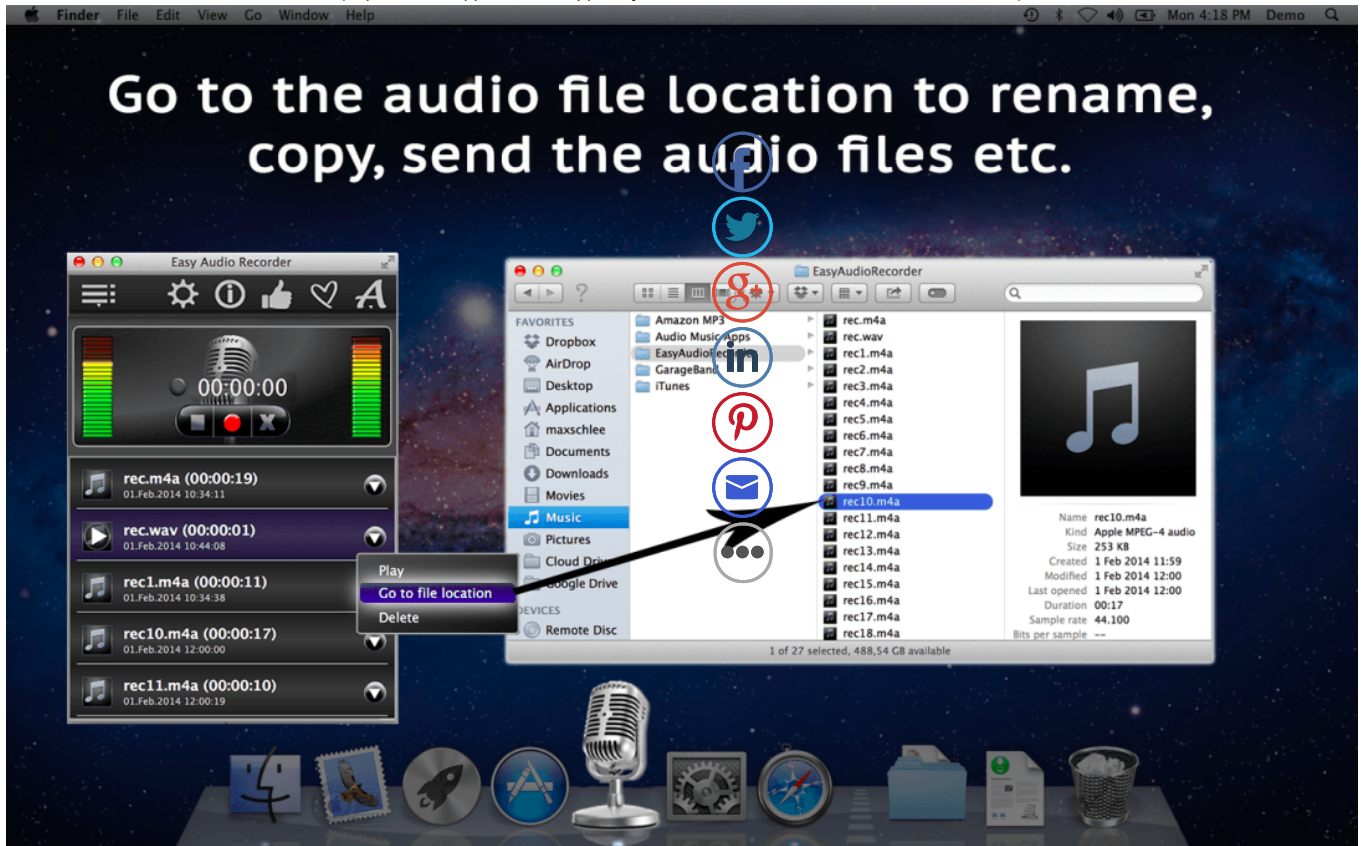 Finder File Edit View Go Window Help Mon 4:18 PM Demo
Go to the audio file location to rename,
copy, send the audio files etc.
Easy Audio Recorder
00:00:00
rec.m4a (00:00:19)
01.Feb.2014 10:34:11
rec.wav (00:00:01)
01.Feb.2014 10:44:08
rec1.m4a (00:00:11)
01.Feb.2014 10:34:38
rec10.m4a (00:00:17)
01.Feb.2014 12:00:00
rec11.m4a (00:00:10)
01.Feb.2014 12:00:19
Play
Go to file location
Delete
EasyAudioRecorder
FAVORITES
Dropbox
AirDrop
Desktop
Applications
maxschlee
Documents
Downloads
Movies
Music
Pictures
Cloud Drive
Google Drive
DEVICES
Remote Disc
Amazon MP3
Audio Music Apps
GarageBand
iTunes
rec.m4a
rec.wav
rec1.m4a
rec2.m4a
rec3.m4a
rec4.m4a
rec5.m4a
rec6.m4a
rec7.m4a
rec8.m4a
rec9.m4a
rec10.m4a
rec11.m4a
rec12.m4a
rec13.m4a
rec14.m4a
rec15.m4a
rec16.m4a
rec17.m4a
rec18.m4a
Name rec10.m4a
Kind Apple MPEG-4 audio
Size 253 KB
Created 1 Feb 2014 11:59
Modified 1 Feb 2014 12:00
Last opened 1 Feb 2014 12:00
Duration 00:17
Sample rate 44.100
Bits per sample --
1 of 27 selected, 488,54 GB available